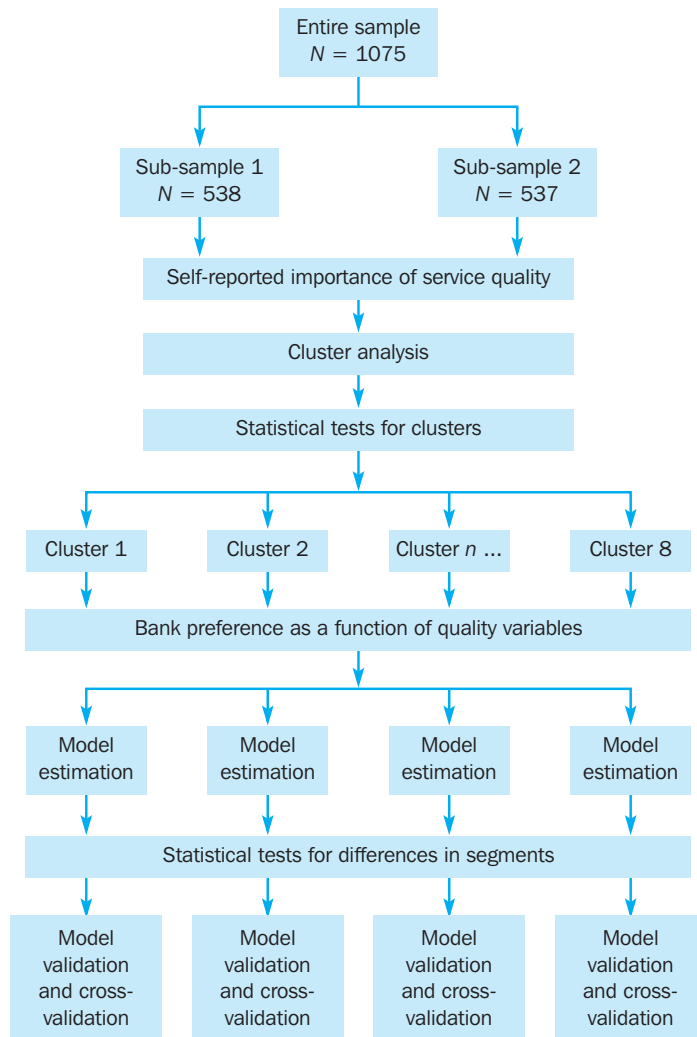 Entire sample
N = 1075
Sub-sample 1
N = 538
Sub-sample 2
N = 537
Self-reported importance of service quality
Cluster analysis
Statistical tests for clusters
Cluster 1
Cluster 2
Cluster n ...
Cluster 8
Bank preference as a function of quality variables
Model
estimation
Model
estimation
Model
estimation
Model
estimation
Statistical tests for differences in segments
Model
validation
and cross-
validation
Model
validation
and cross-
validation
Model
validation
and cross-
validation
Model
validation
and cross-
validation